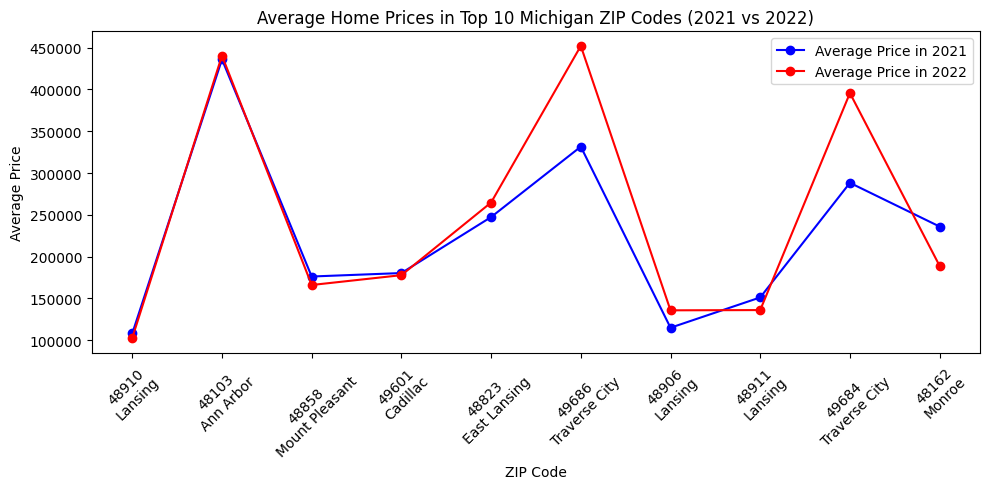 Average Home Prices in Top 10 Michigan ZIP Codes (2021 vs 2022)
Average Price in 2021
Average Price in 2022
Average Price
450000
400000
350000
300000
250000
200000
150000
100000
48910
Lansing
48103
Ann Arbor
48858
Mount Pleasant
49601
Cadillac
48823
East Lansing
49686
Traverse City
48906
Lansing
48911
Lansing
49684
Traverse City
48162
Monroe
ZIP Code